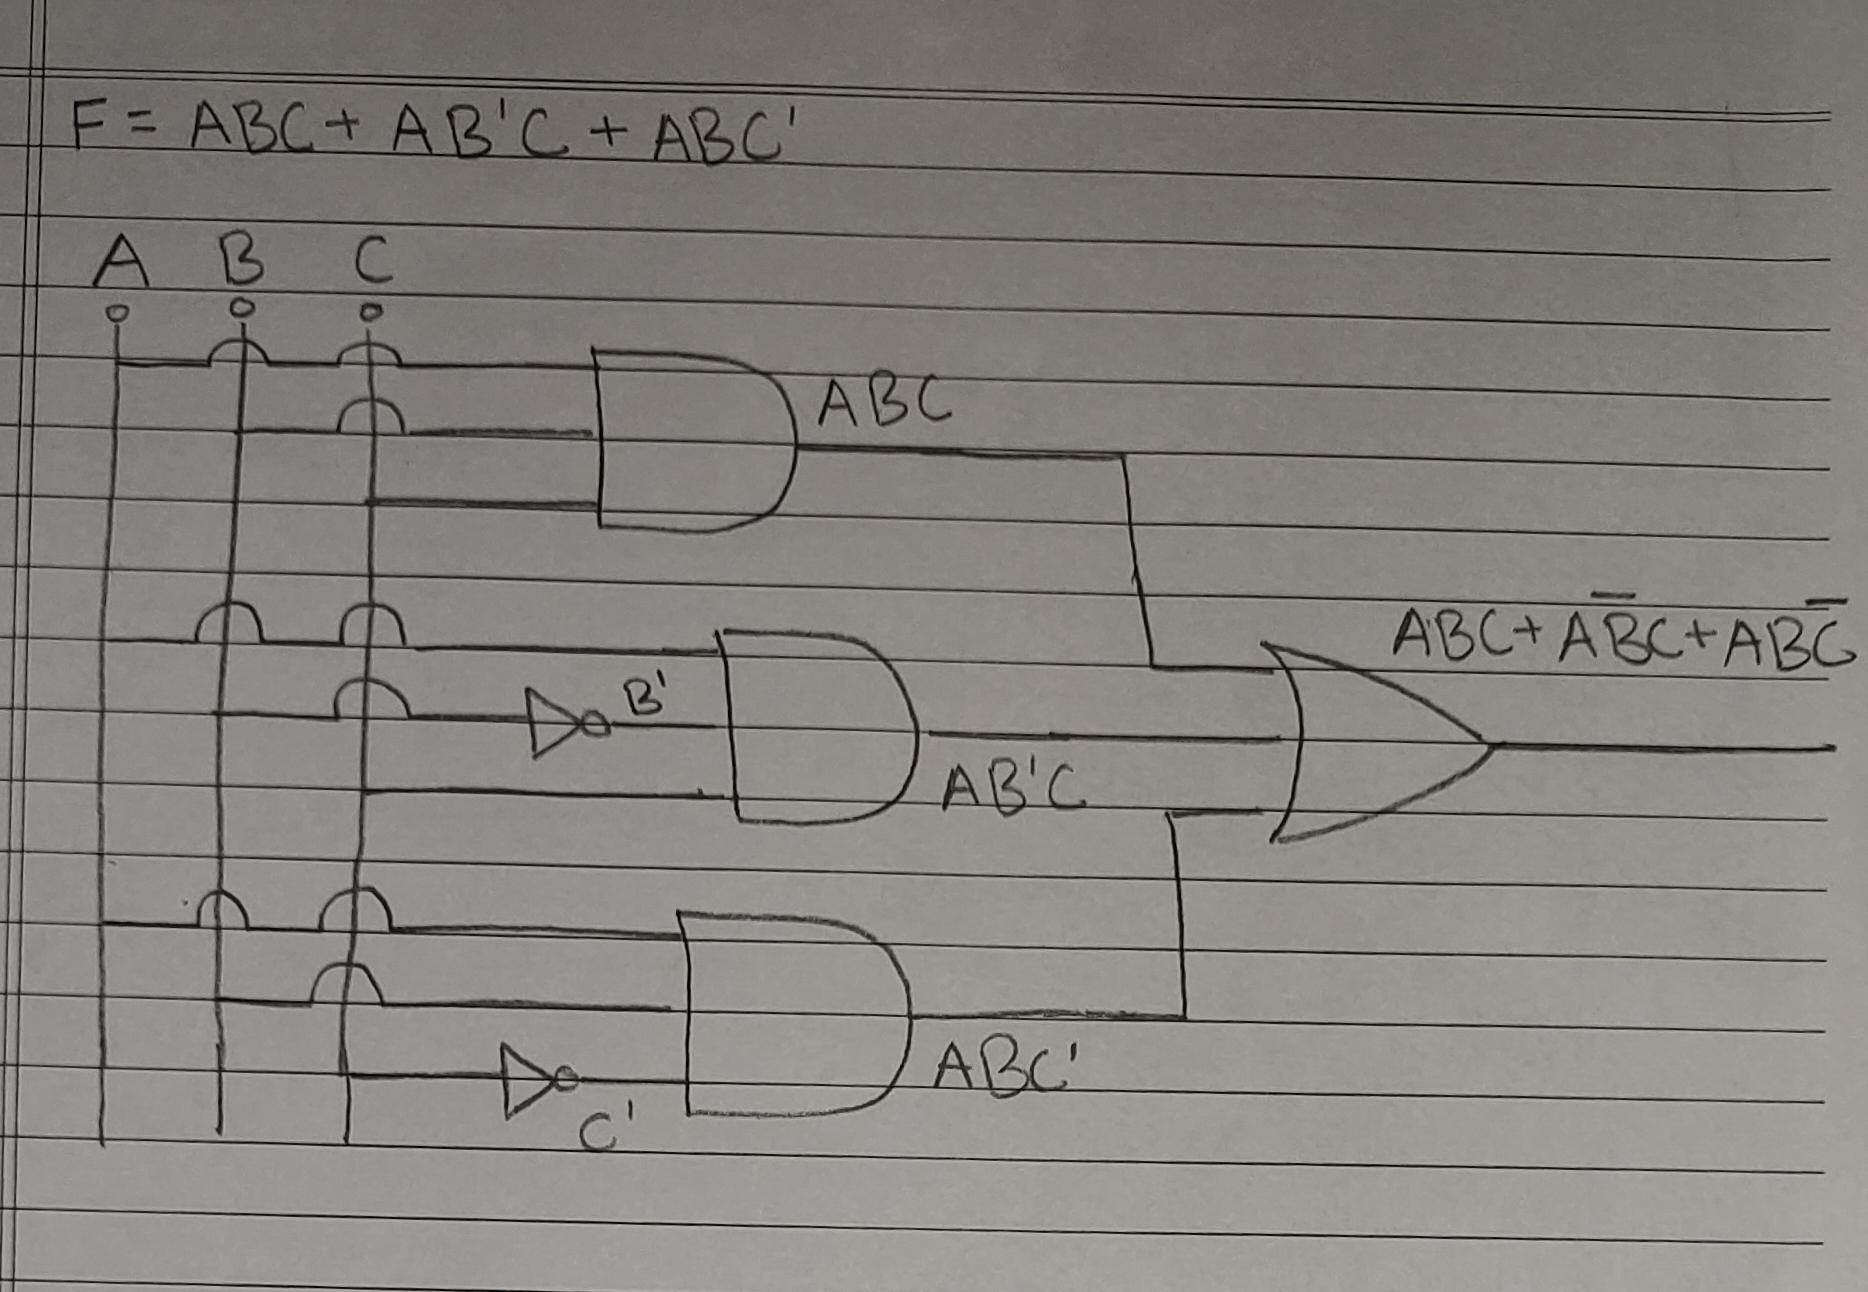 F = ABC + AB'C + ABC'
A B C
ABC
ABC + AB̅C + ABC̅
B'
AB'C
ABC'
C'